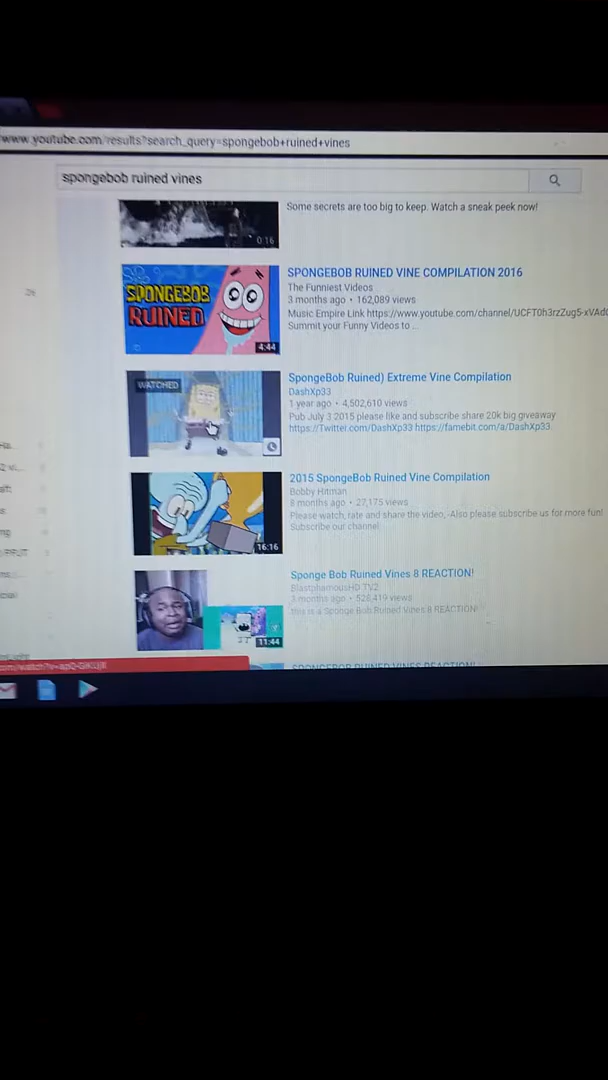 www.youtube.com/results?search_query=spongebob+ruined+vines
spongebob ruined vines
Some secrets are too big to keep. Watch a sneak peek now!
0:16
SPONGEBOB RUINED VINE COMPILATION 2016
The Funniest Videos
3 months ago • 162,089 views
Music Empire Link https://www.youtube.com/channel/UCFT0h3rzZug5-xVAd
Summit your Funny Videos to ...
SPONGEBOB
RUINED
4:44
SpongeBob Ruined) Extreme Vine Compilation
DashXp33
1 year ago • 4,502,610 views
Pub July 3 2015 please like and subscribe share 20k big giveaway
https://Twitter.com/DashXp33 https://famebit.com/a/DashXp33
WATCHED
2015 SpongeBob Ruined Vine Compilation
Bobby Hitman
8 months ago • 27,175 views
Please watch, rate and share the video, Also please subscribe us for more fun!
Subscribe our channel
16:16
Sponge Bob Ruined Vines 8 REACTION!
BlastphamousHD TV2
3 months ago • 528,419 views
this is a Sponge Bob Ruined Vines 8 REACTION!
11:44
SPONGEBOB RUINED VINES REACTION!